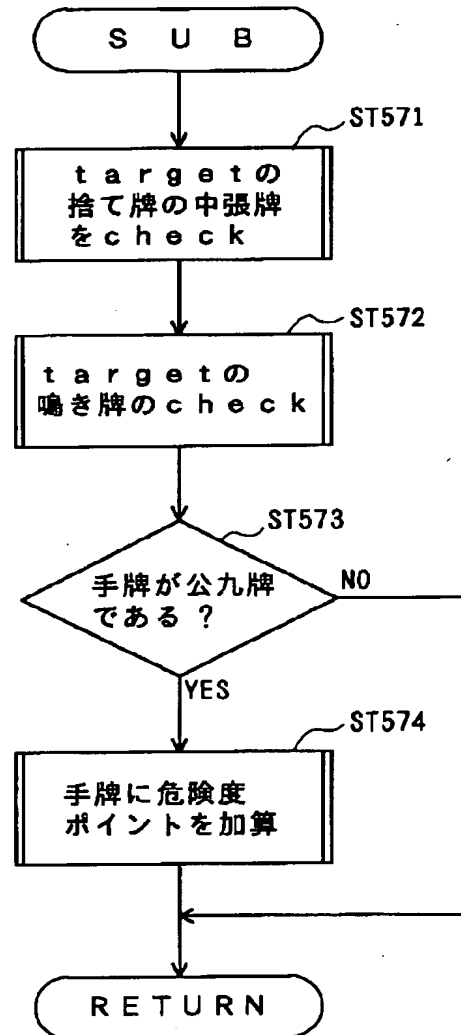 SUB
ST571
targetの
捨て牌の中張牌
をcheck
ST572
targetの
鳴き牌のcheck
ST573
手牌が公九牌
である?
NO
YES
ST574
手牌に危険度
ポイントを加算
RETURN